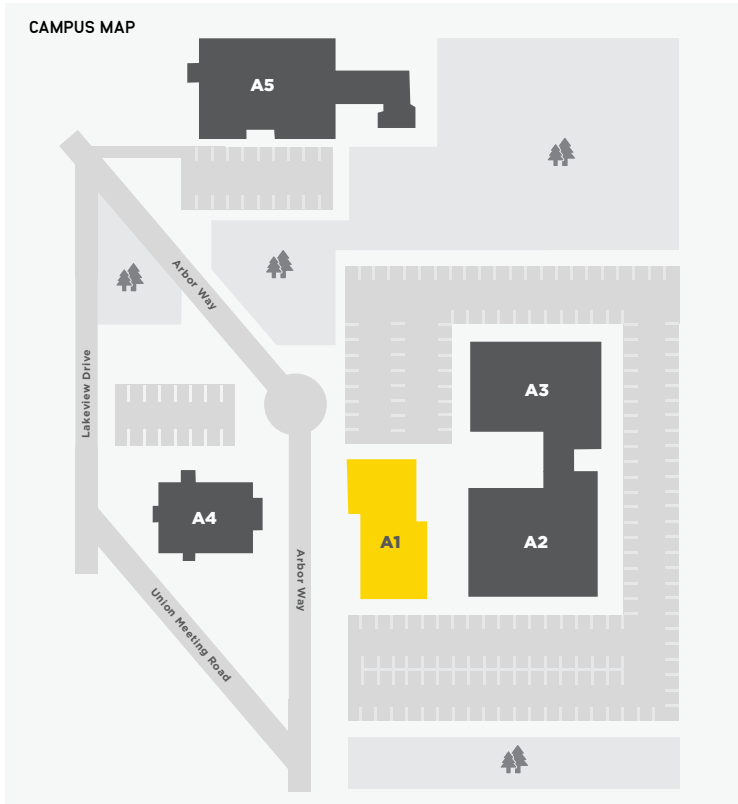 CAMPUS MAP
A5
Arbor Way
Lakeview Drive
A3
A4
A1
A2
Arbor Way
Union Meeting Road